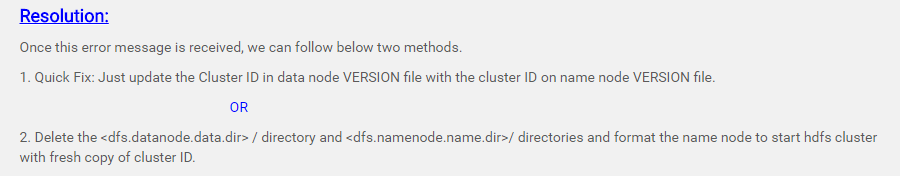 Resolution:
Once this error message is received, we can follow below two methods.
1. Quick Fix: Just update the Cluster ID in data node VERSION file with the cluster ID on name node VERSION file.
OR
2. Delete the <dfs.datanode.data.dir> / directory and <dfs.namenode.name.dir>/ directories and format the name node to start hdfs cluster
with fresh copy of cluster ID.